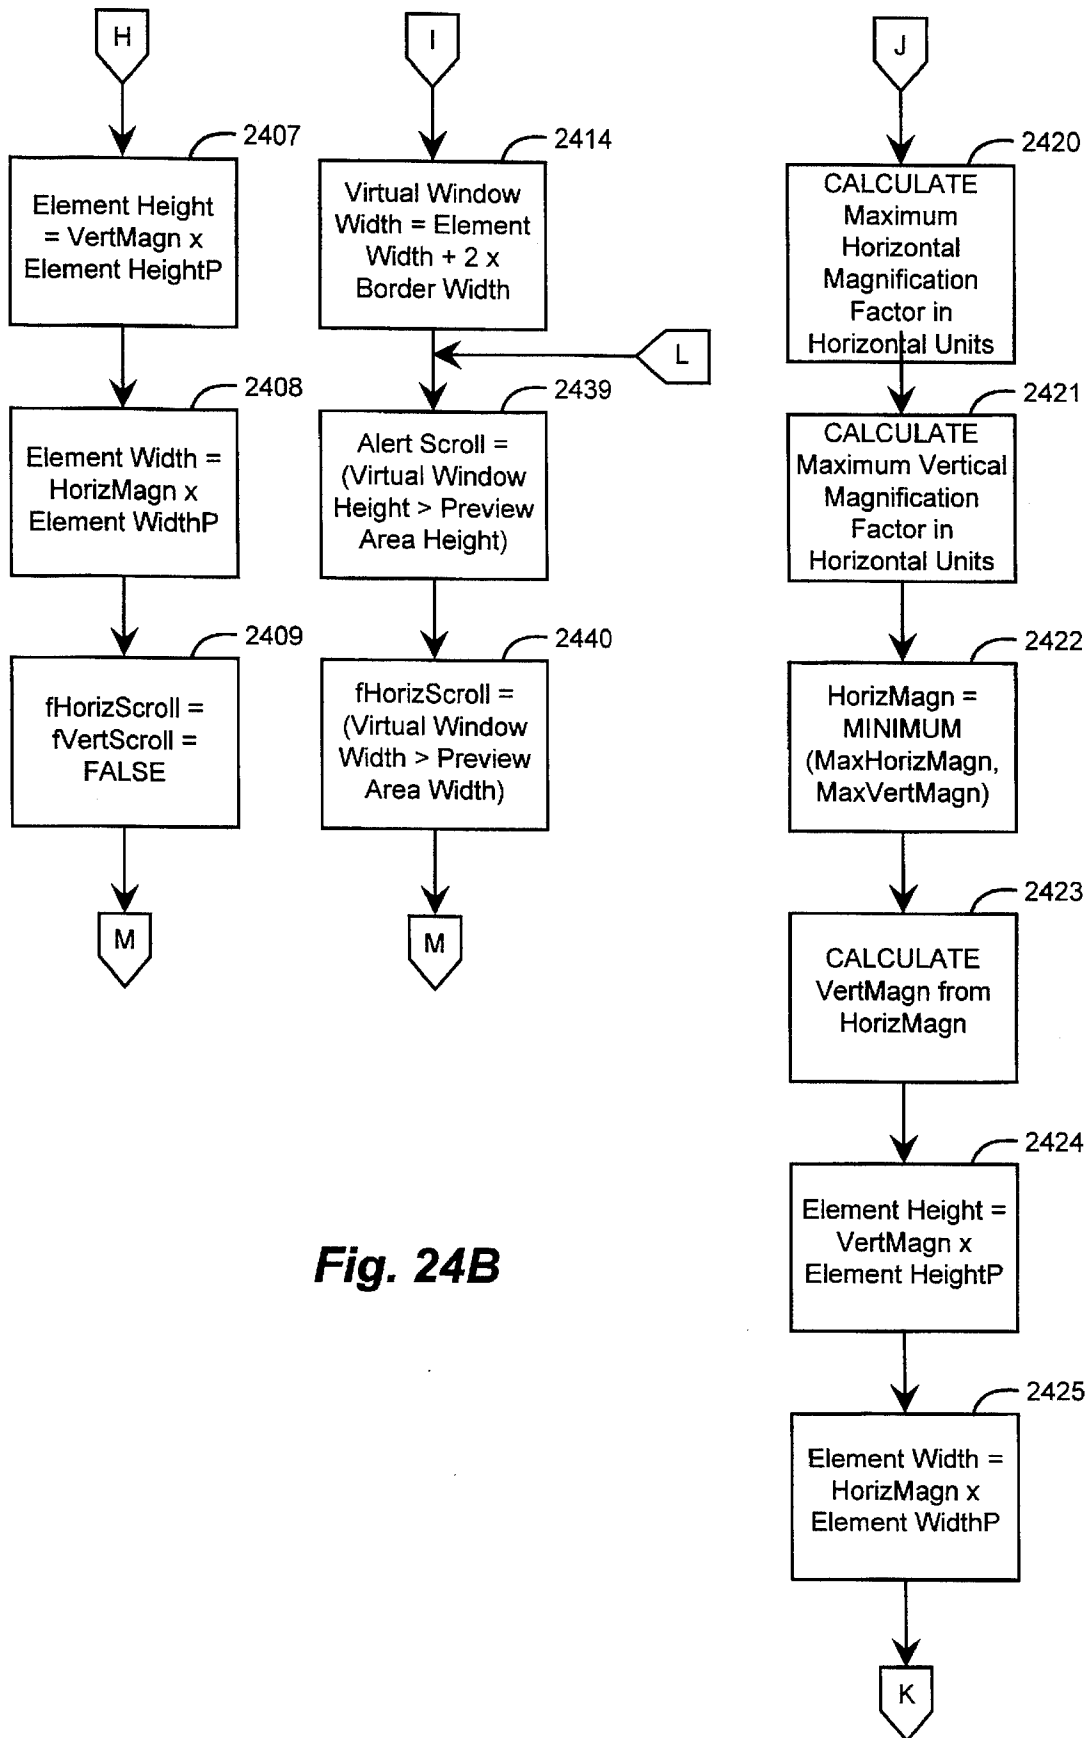 H
2407
Element Height
= VertMagn x
Element HeightP
2408
Element Width =
HorizMagn x
Element WidthP
2409
fHorizScroll =
fVertScroll =
FALSE
M
I
2414
Virtual Window
Width = Element
Width + 2 x
Border Width
L
2439
Alert Scroll =
(Virtual Window
Height > Preview
Area Height)
2440
fHorizScroll =
(Virtual Window
Width > Preview
Area Width)
M
J
2420
CALCULATE
Maximum
Horizontal
Magnification
Factor in
Horizontal Units
2421
CALCULATE
Maximum Vertical
Magnification
Factor in
Horizontal Units
2422
HorizMagn =
MINIMUM
(MaxHorizMagn,
MaxVertMagn)
2423
CALCULATE
VertMagn from
HorizMagn
2424
Element Height =
VertMagn x
Element HeightP
2425
Element Width =
HorizMagn x
Element WidthP
K
Fig. 24B